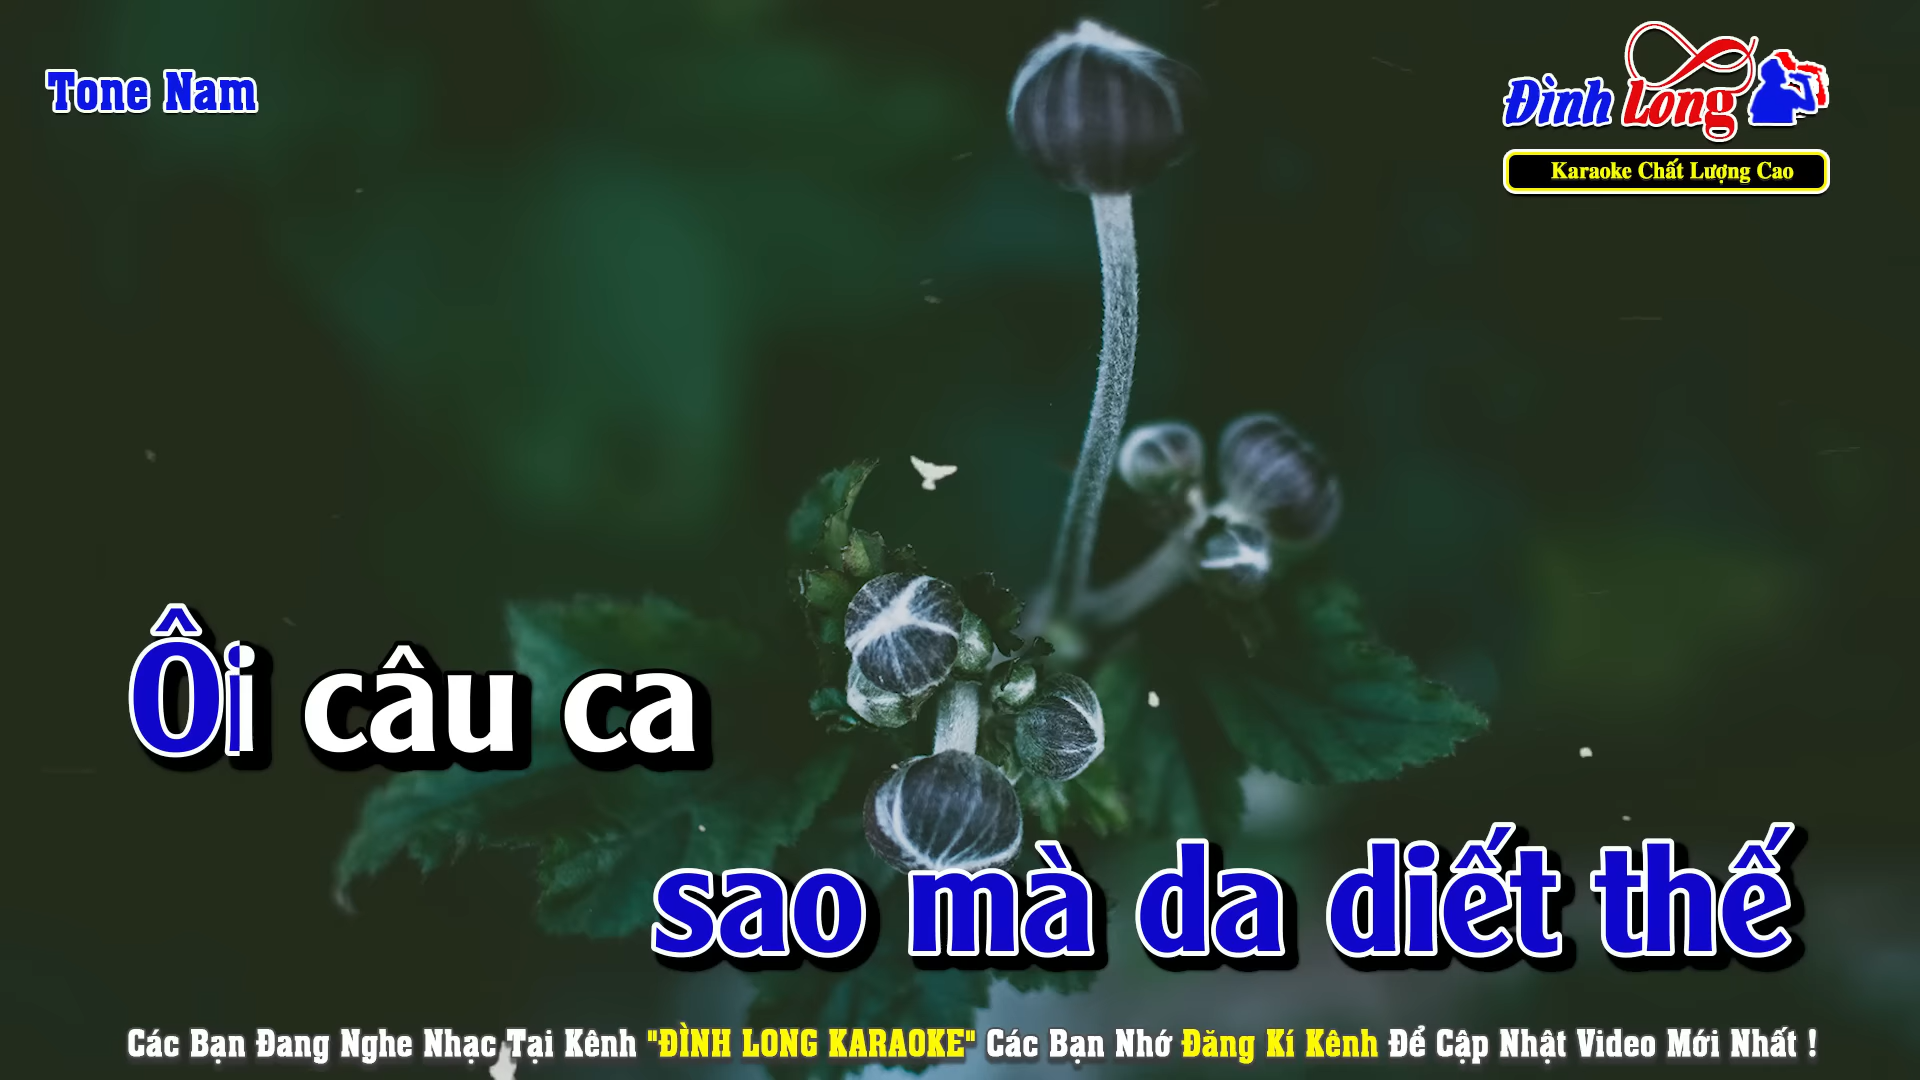 Tone Nam
Đình Long
Karaoke Chất Lượng Cao
Ôi câu ca
sao mà da diết thế
Các Bạn Đang Nghe Nhạc Tại Kênh "ĐÌNH LONG KARAOKE" Các Bạn Nhớ Đăng Kí Kênh Để Cập Nhật Video Mới Nhất !